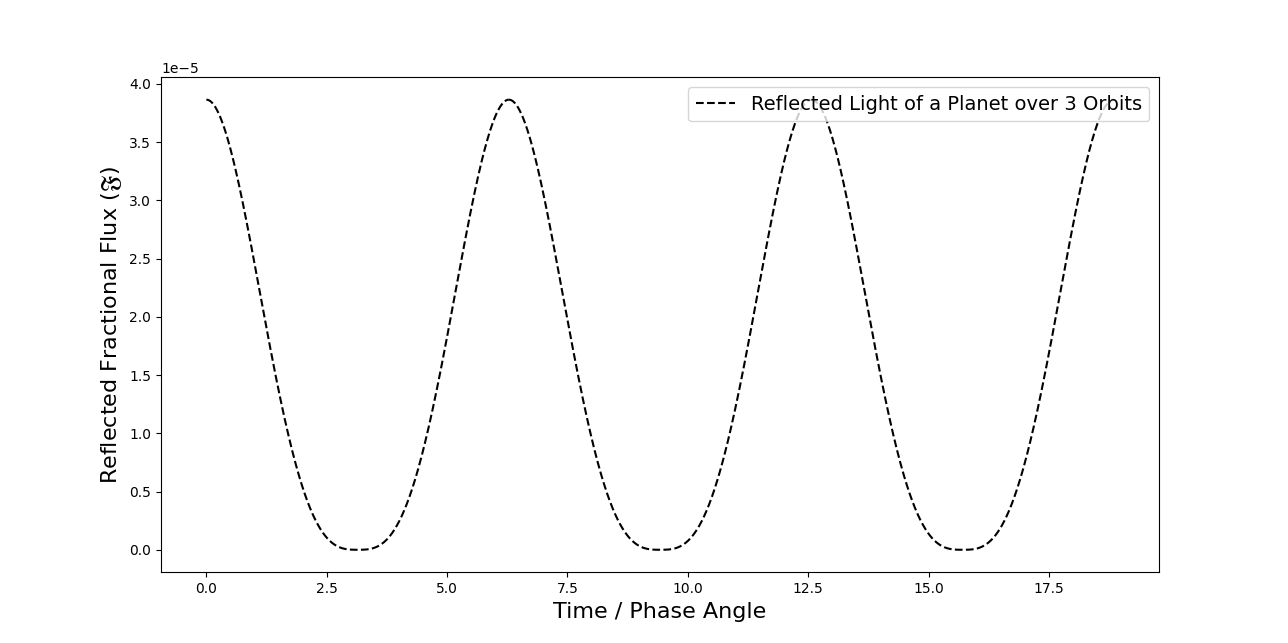 1e−5
4.0
3.5
3.0
2.5
2.0
1.5
1.0
0.5
0.0
Reflected Fractional Flux (𝔉)
Reflected Light of a Planet over 3 Orbits
0.0 2.5 5.0 7.5 10.0 12.5 15.0 17.5
Time / Phase Angle